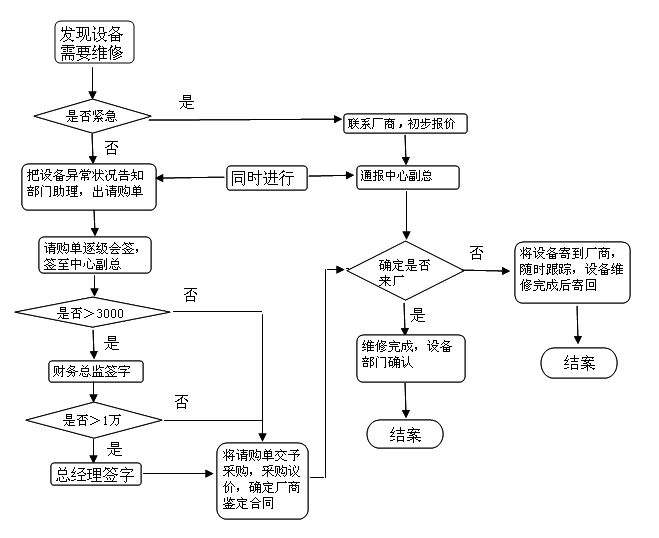 发现设备
需要维修
是否紧急
是
联系厂商，初步报价
否
把设备异常状况告知
部门助理，出请购单
同时进行
通报中心副总
请购单逐级会签，
签至中心副总
确定是否
来厂
否
将设备寄到厂商，
随时跟踪，设备维
修完成后寄回
是否＞3000
否
是
是
维修完成，设备
部门确认
结案
财务总监签字
是否＞1万
否
结案
是
总经理签字
将请购单交予
采购，采购议
价，确定厂商
鉴定合同